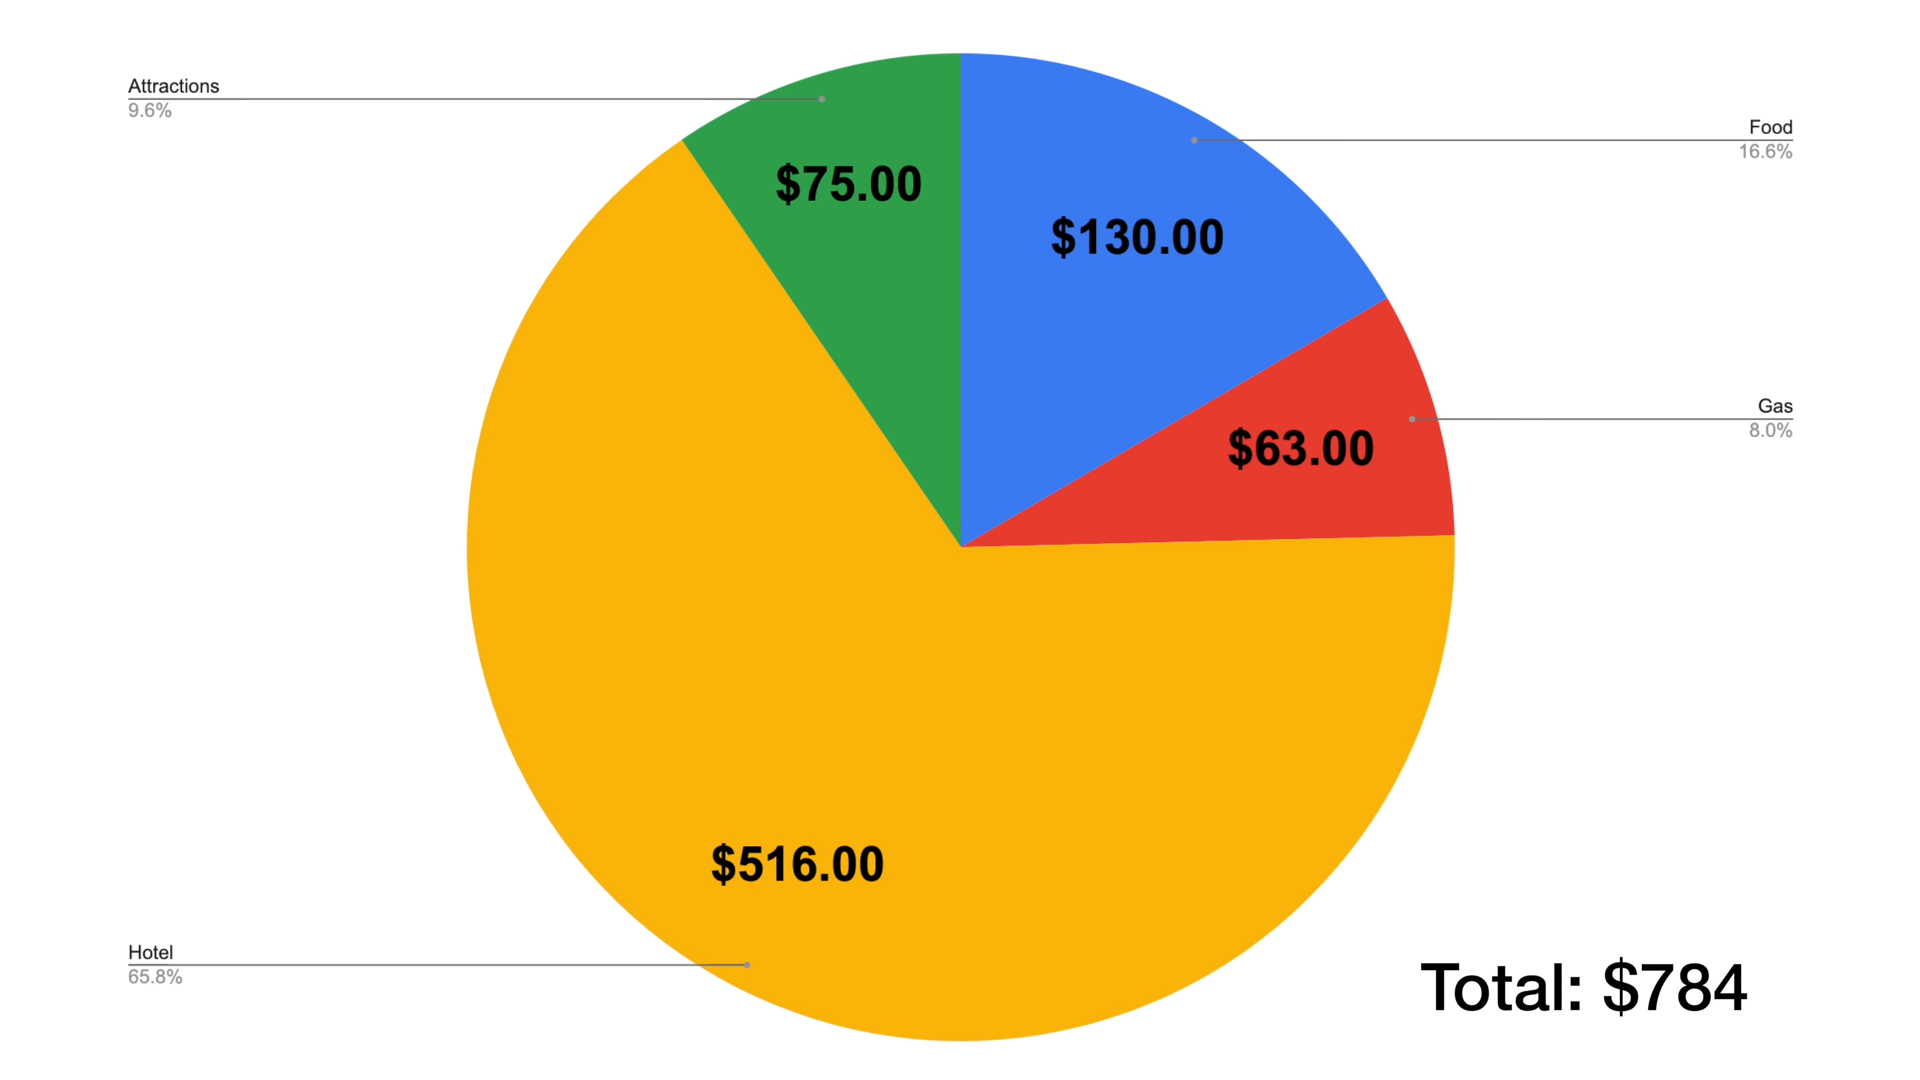 Attractions
9.6%
Food
16.6%
$75.00
$130.00
Gas
8.0%
$63.00
$516.00
Hotel
65.8%
Total: $784